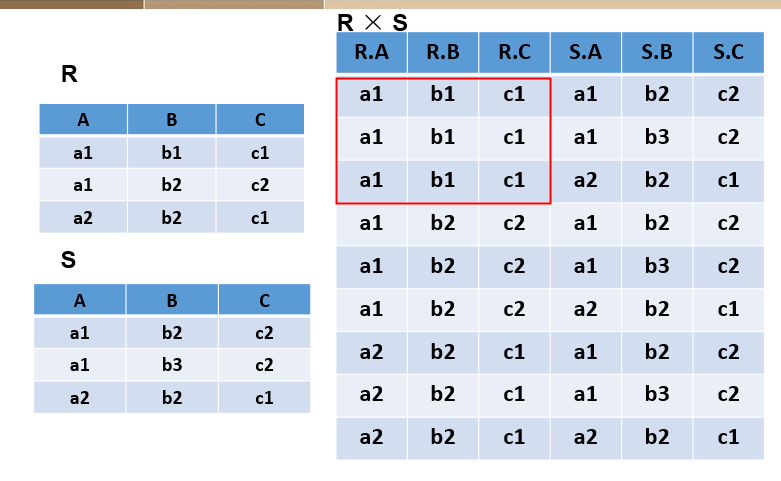 R
A B C
a1 b1 c1
a1 b2 c2
a2 b2 c1
S
A B C
a1 b2 c2
a1 b3 c2
a2 b2 c1
R × S
R.A R.B R.C S.A S.B S.C
a1 b1 c1 a1 b2 c2
a1 b1 c1 a1 b3 c2
a1 b1 c1 a2 b2 c1
a1 b2 c2 a1 b2 c2
a1 b2 c2 a1 b3 c2
a1 b2 c2 a2 b2 c1
a2 b2 c1 a1 b2 c2
a2 b2 c1 a1 b3 c2
a2 b2 c1 a2 b2 c1